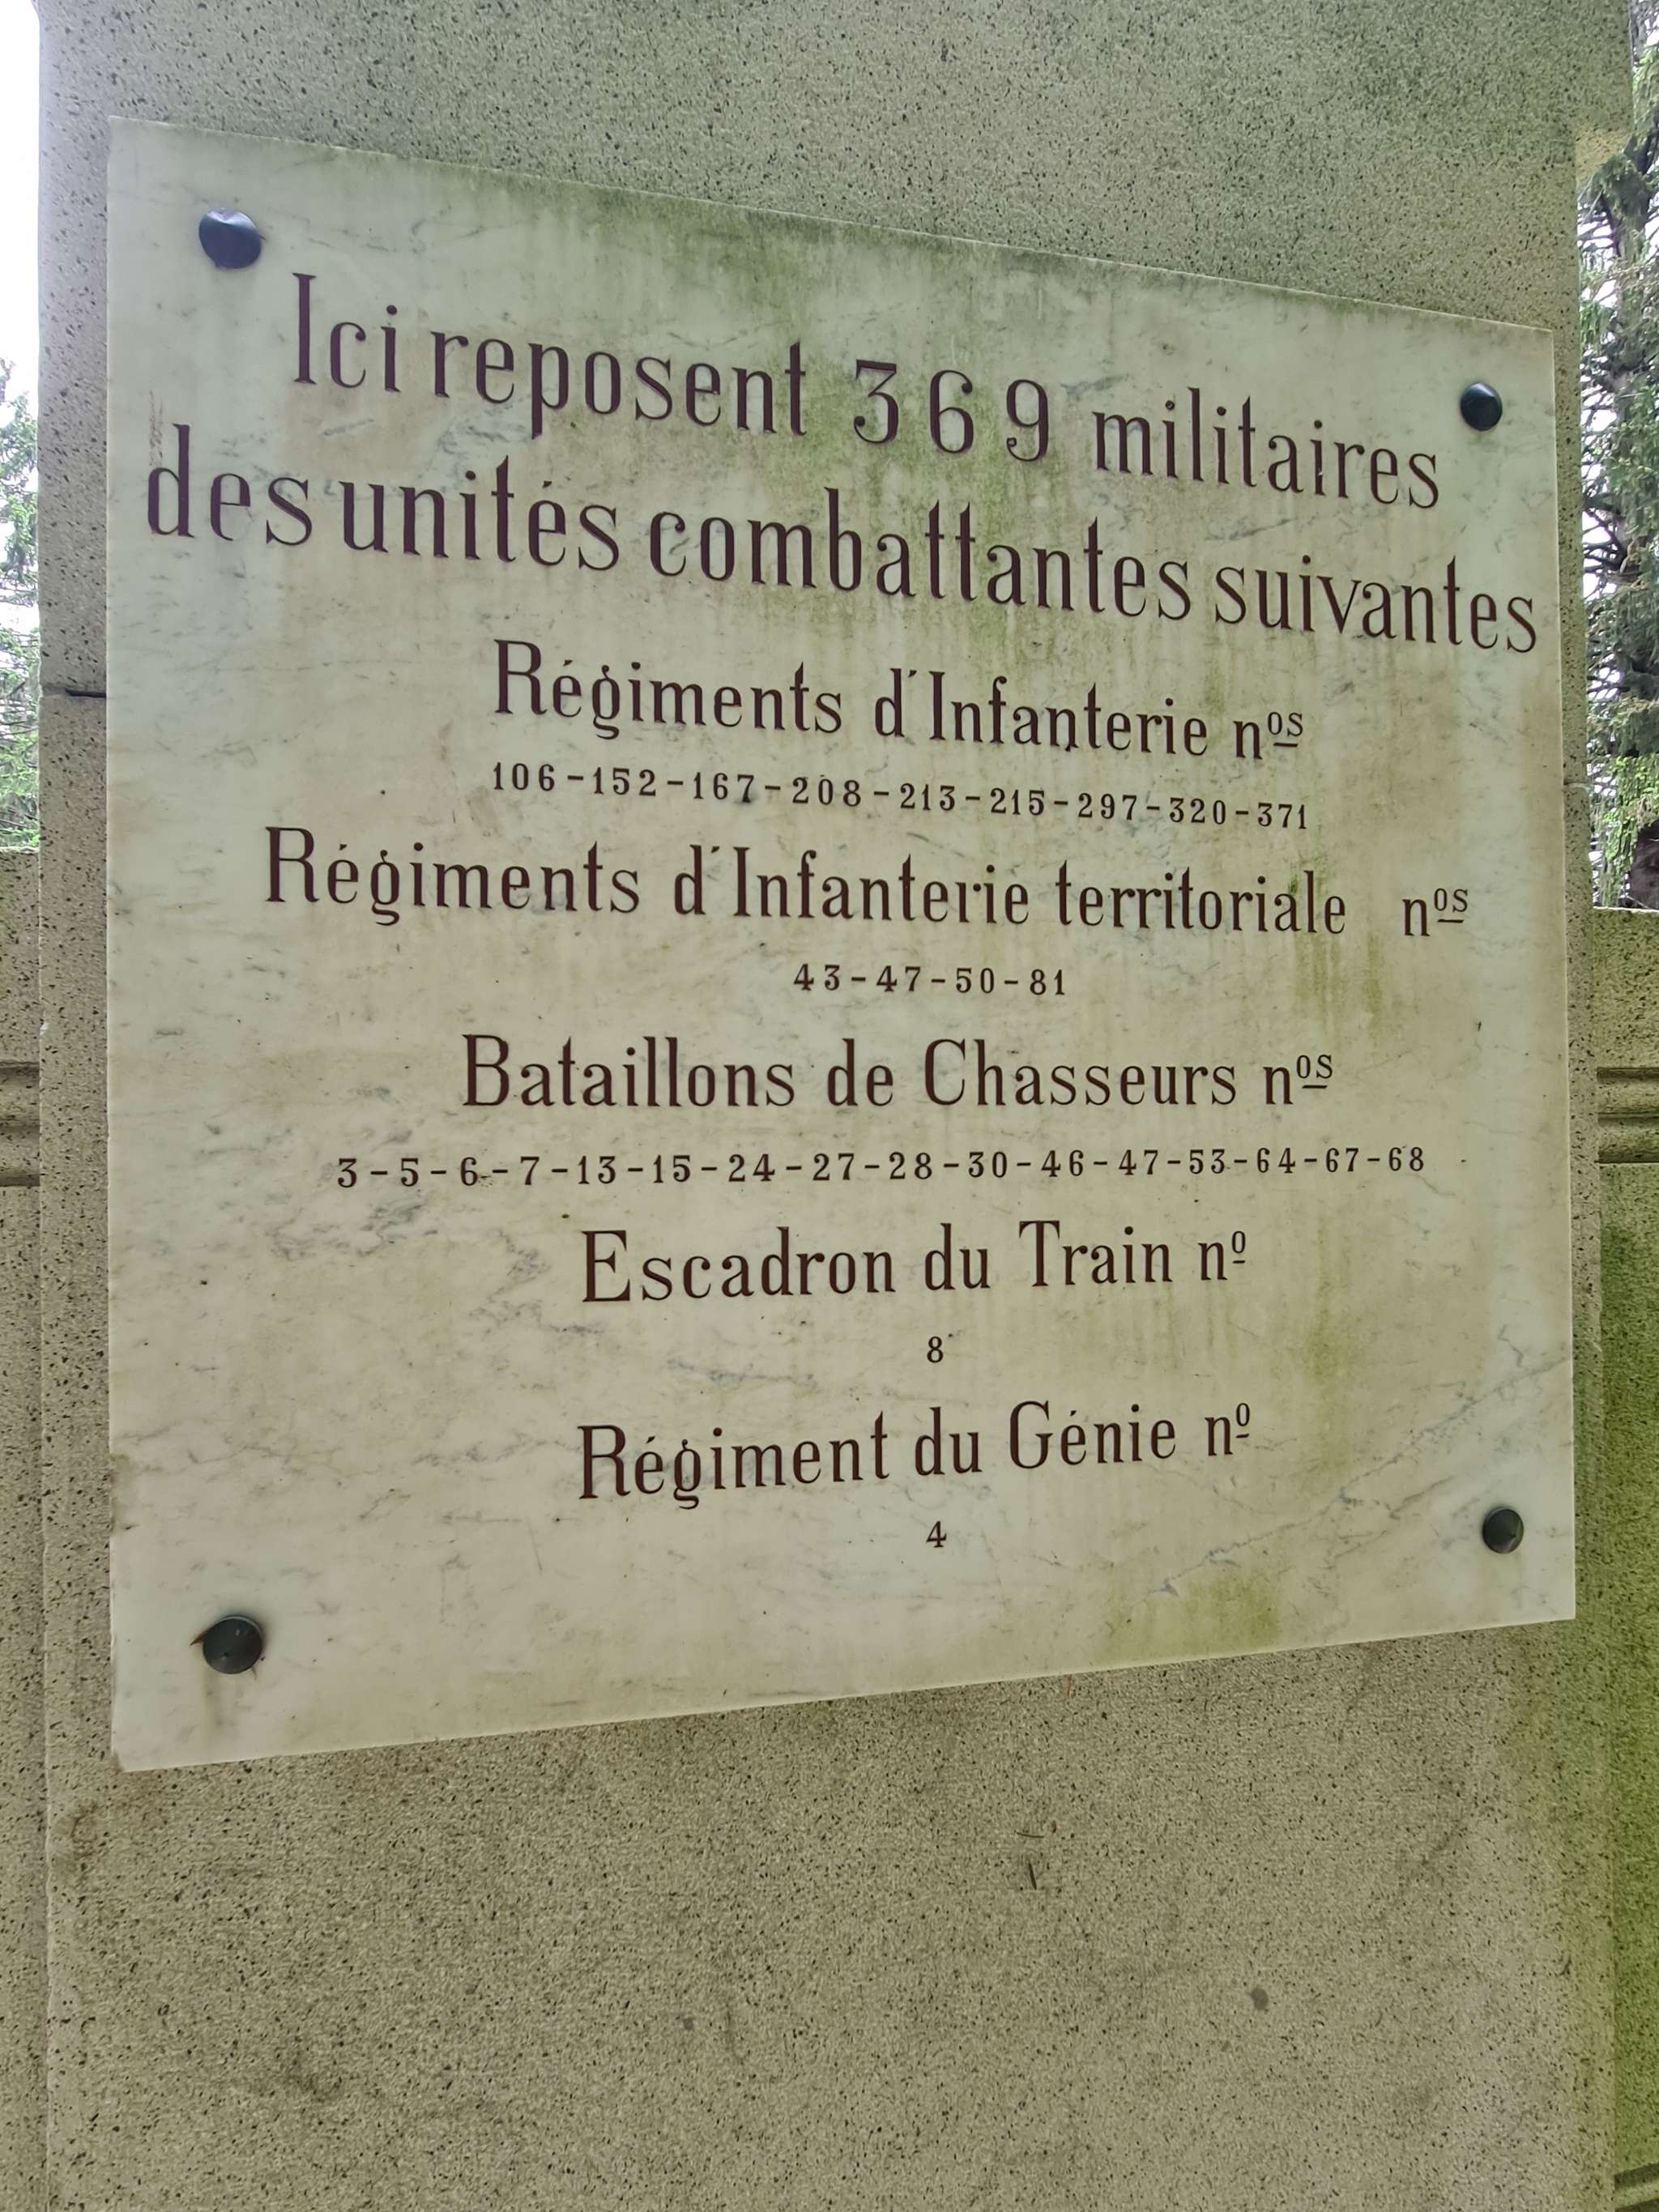 Ici reposent 369 militaires
des unités combattantes suivantes
Régiments d'Infanterie nos
106-152-167-208-213-215-297-320-371
Régiments d'Infanterie territoriale nos
43-47-50-81
Bataillons de Chasseurs nos
3-5-6-7-13-15-24-27-28-30-46-47-53-64-67-68
Escadron du Train nº
8
Régiment du Génie nº
4